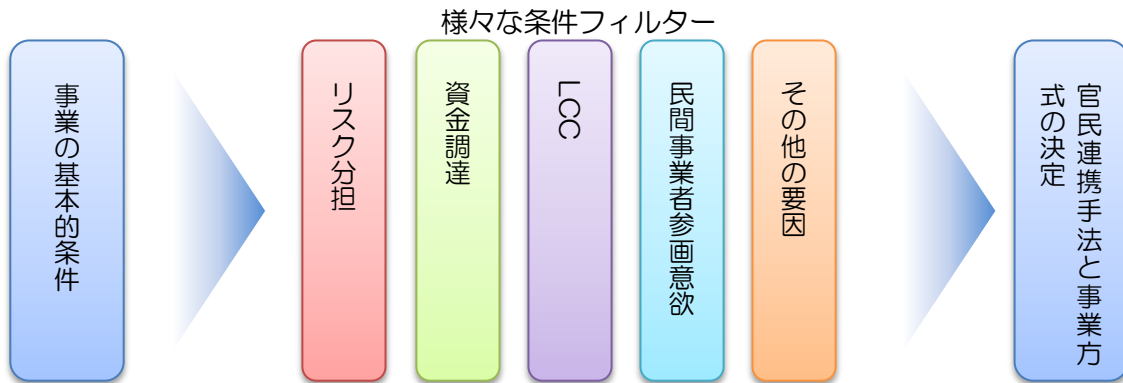 様々な条件フィルター
事業の基本的条件
リスク分担
資金調達
LCC
民間事業者参画意欲
その他の要因
官民連携手法と事業方
式の決定